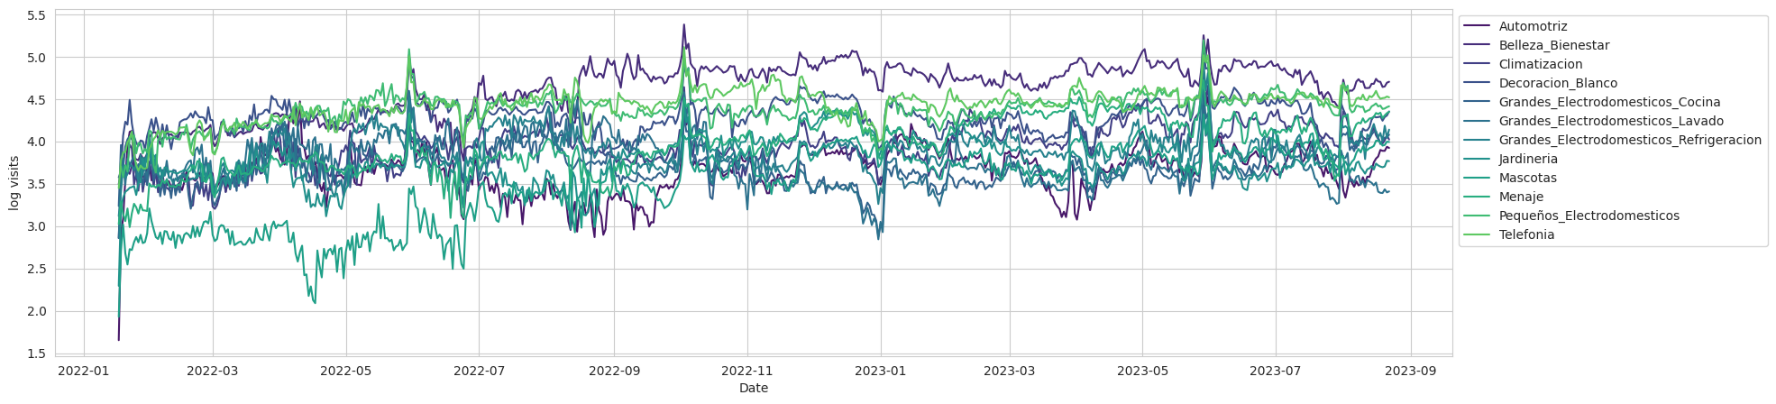 5.5
5.0
4.5
4.0
3.5
3.0
2.5
2.0
1.5
log visits
2022-01 2022-03 2022-05 2022-07 2022-09 2022-11 2023-01 2023-03 2023-05 2023-07 2023-09
Date
Automotriz
Belleza_Bienestar
Climatizacion
Decoracion_Blanco
Grandes_Electrodomesticos_Cocina
Grandes_Electrodomesticos_Lavado
Grandes_Electrodomesticos_Refrigeracion
Jardineria
Mascotas
Menaje
Pequeños_Electrodomesticos
Telefonia